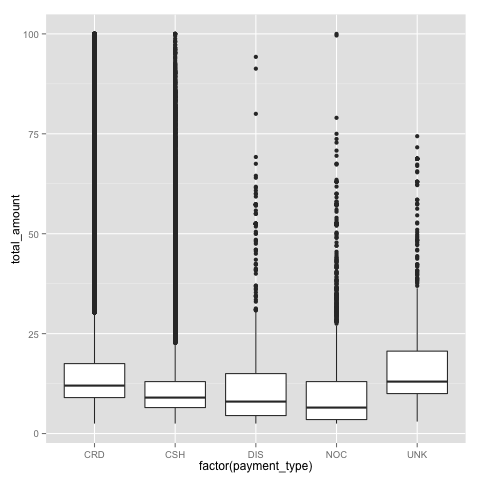 100
75
50
25
0
total_amount
CRD CSH DIS NOC UNK
factor(payment_type)